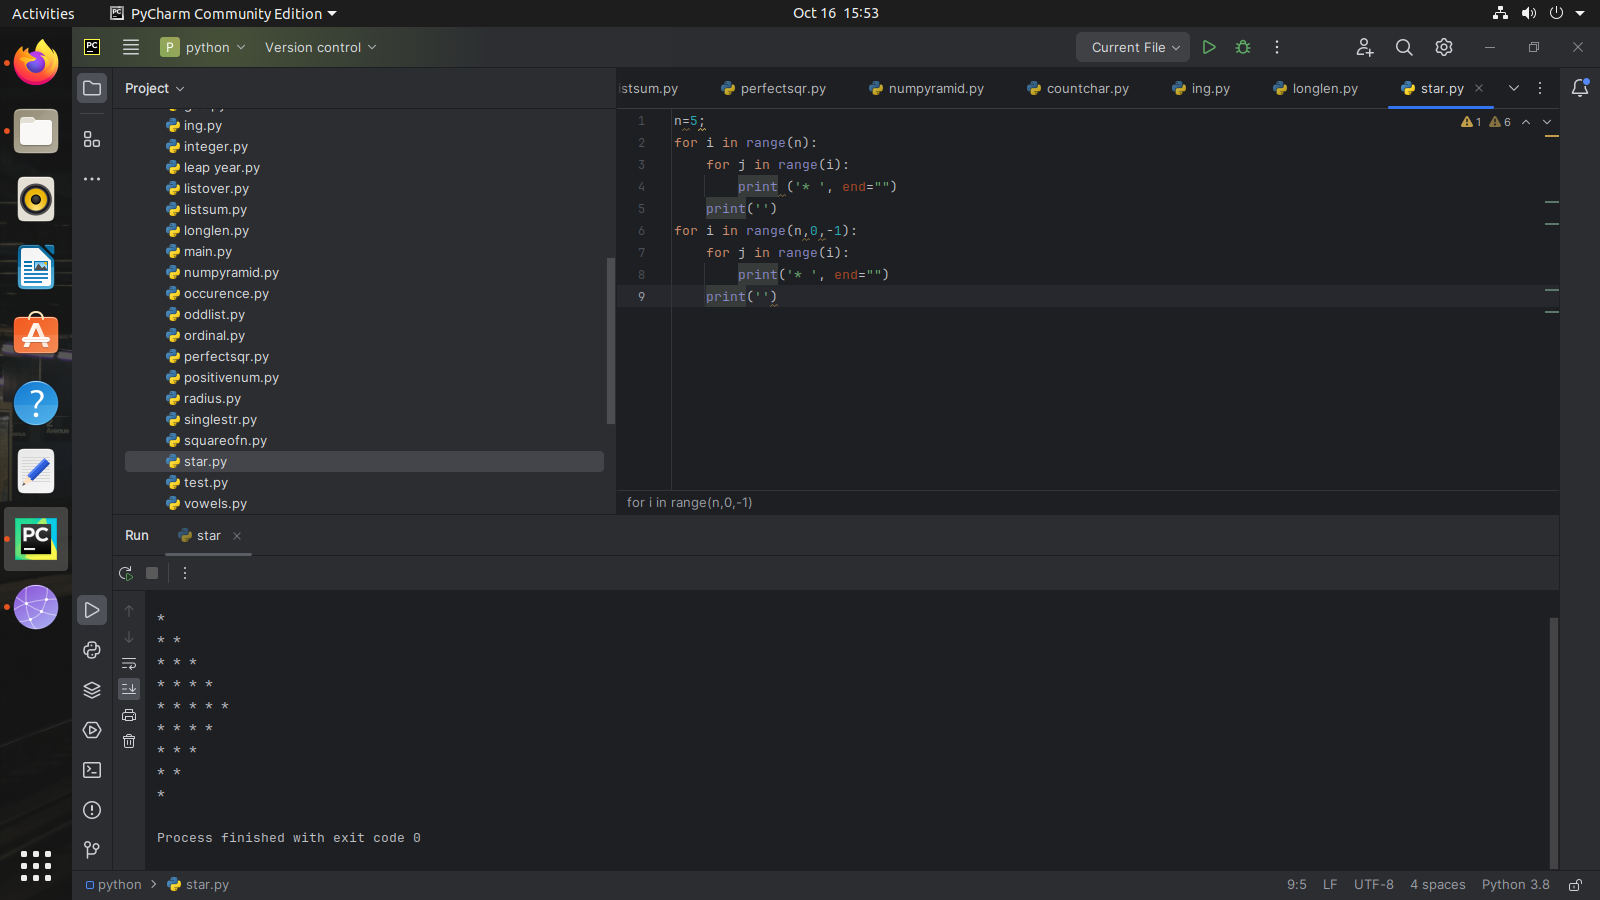 Activities PyCharm Community Edition Oct 16 15:53
PC python Version control Current File
P
Project
ing.py
integer.py
leap year.py
listover.py
listsum.py
longlen.py
main.py
numpyramid.py
occurence.py
oddlist.py
ordinal.py
perfectsqr.py
positivenum.py
radius.py
singlestr.py
squareofn.py
star.py
test.py
vowels.py
istsum.py perfectsqr.py numpyramid.py countchar.py ing.py longlen.py star.py
1 6
1 n=5;
2 for i in range(n):
3     for j in range(i):
4         print ('* ', end="")
5     print('')
6 for i in range(n,0,-1):
7     for j in range(i):
8         print('* ', end="")
9     print('')
for i in range(n,0,-1)
PC
Run star
*
* *
* * *
* * * *
* * * * *
* * * *
* * *
* *
*
Process finished with exit code 0
python star.py 9:5 LF UTF-8 4 spaces Python 3.8